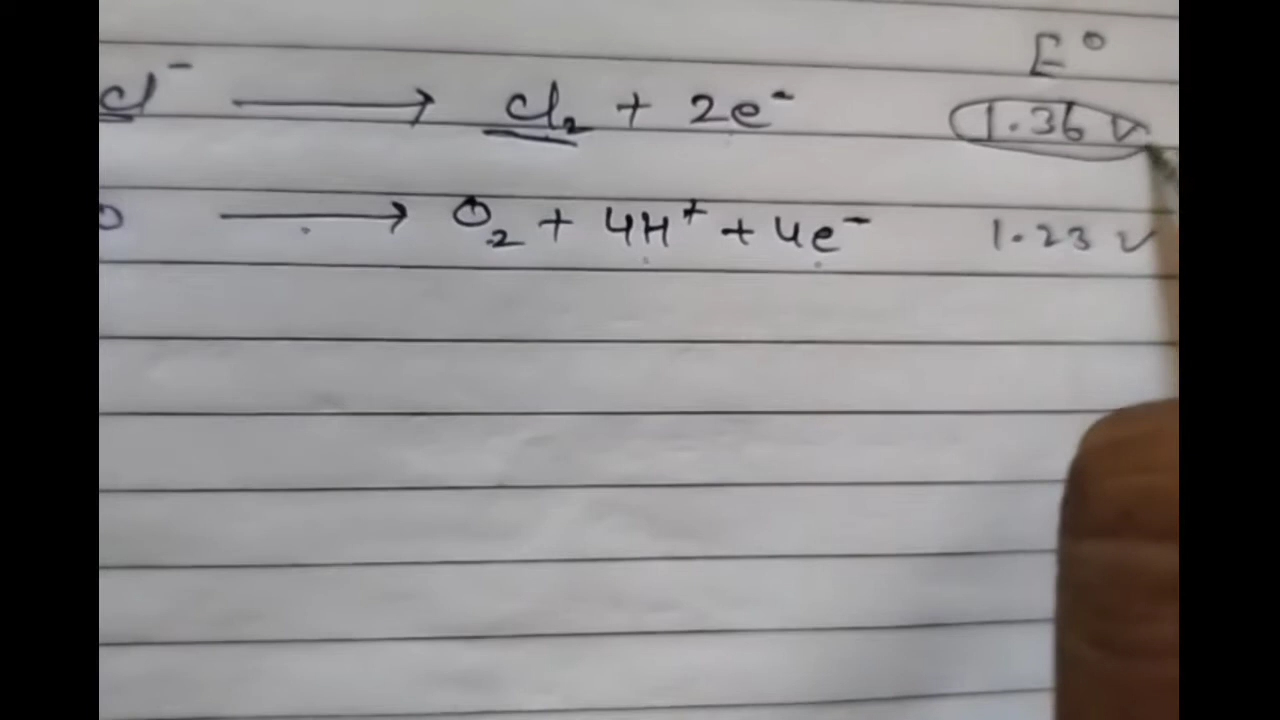 E°
Cl⁻ ⟶ Cl₂ + 2e⁻ 1.36 V
O ⟶ O₂ + 4H⁺ + 4e⁻ 1.23 V